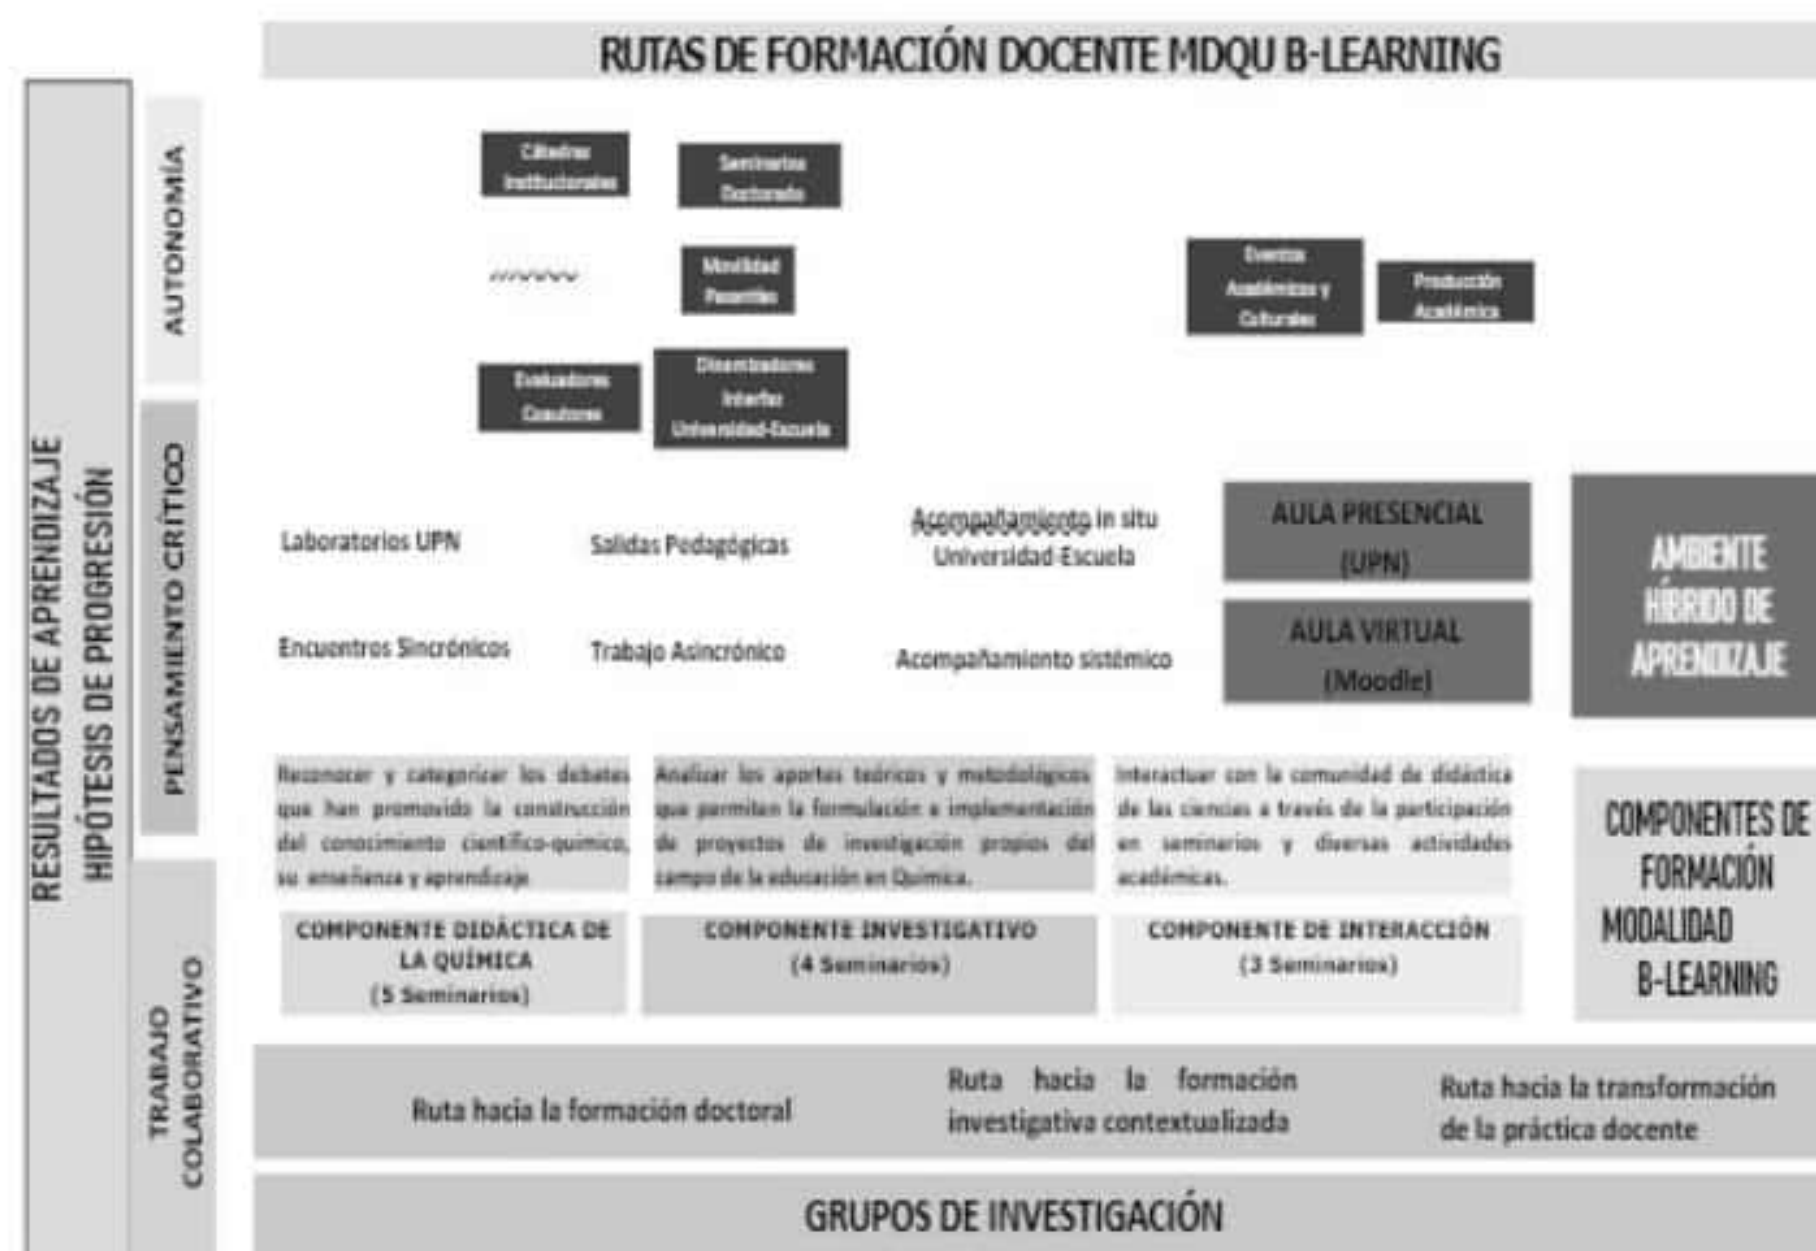 RUTAS DE FORMACIÓN DOCENTE MDQU B-LEARNING
RESULTADOS DE APRENDIZAJE
HIPÓTESIS DE PROGRESIÓN
AUTONOMÍA
PENSAMIENTO CRÍTICO
TRABAJO
COLABORATIVO
Cátedras
Institucionales
Seminarios
Doctorado
Movilidad
Pasantías
Eventos
Académicos y
Culturales
Producción
Académica
Evaluadores
Coautores
Interfaz
Universidad-Escuela
Laboratorios UPN
Salidas Pedagógicas
Acompañamiento in situ
Universidad-Escuela
AULA PRESENCIAL
(UPN)
Encuentros Sincrónicos
Trabajo Asincrónico
Acompañamiento sistémico
AULA VIRTUAL
(Moodle)
AMBIENTE
HÍBRIDO DE
APRENDIZAJE
Reconocer y categorizar los debates
que han promovido la construcción
del conocimiento científico-químico,
su enseñanza y aprendizaje
Analizar los aportes teóricos y metodológicos
que permiten la formulación e implementación
de proyectos de investigación propios del
campo de la educación en Química.
Interactuar con la comunidad de didáctica
de las ciencias a través de la participación
en seminarios y diversas actividades
académicas.
COMPONENTE DIDÁCTICA DE
LA QUÍMICA
(5 Seminarios)
COMPONENTE INVESTIGATIVO
(4 Seminarios)
COMPONENTE DE INTERACCIÓN
(3 Seminarios)
COMPONENTES DE
FORMACIÓN
MODALIDAD
B-LEARNING
Ruta hacia la formación doctoral
Ruta hacia la formación
investigativa contextualizada
Ruta hacia la transformación
de la práctica docente
GRUPOS DE INVESTIGACIÓN